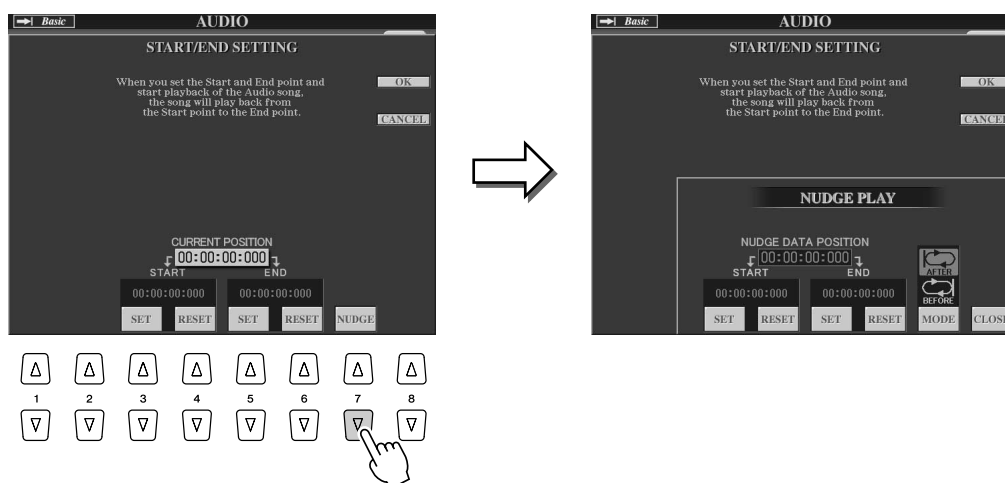 Basic
AUDIO
START/END SETTING
When you set the Start and End point and
start playback of the Audio song,
the song will play back from
the Start point to the End point.
OK
CANCEL
CURRENT POSITION
00:00:00:000
START
END
00:00:00:000
00:00:00:000
SET
RESET
SET
RESET
NUDGE
1
2
3
4
5
6
7
8
Basic
AUDIO
START/END SETTING
When you set the Start and End point and
start playback of the Audio song,
the song will play back from
the Start point to the End point.
OK
CANCEL
NUDGE PLAY
NUDGE DATA POSITION
00:00:00:000
START
END
00:00:00:000
00:00:00:000
AFTER
BEFORE
SET
RESET
SET
RESET
MODE
CLOSE